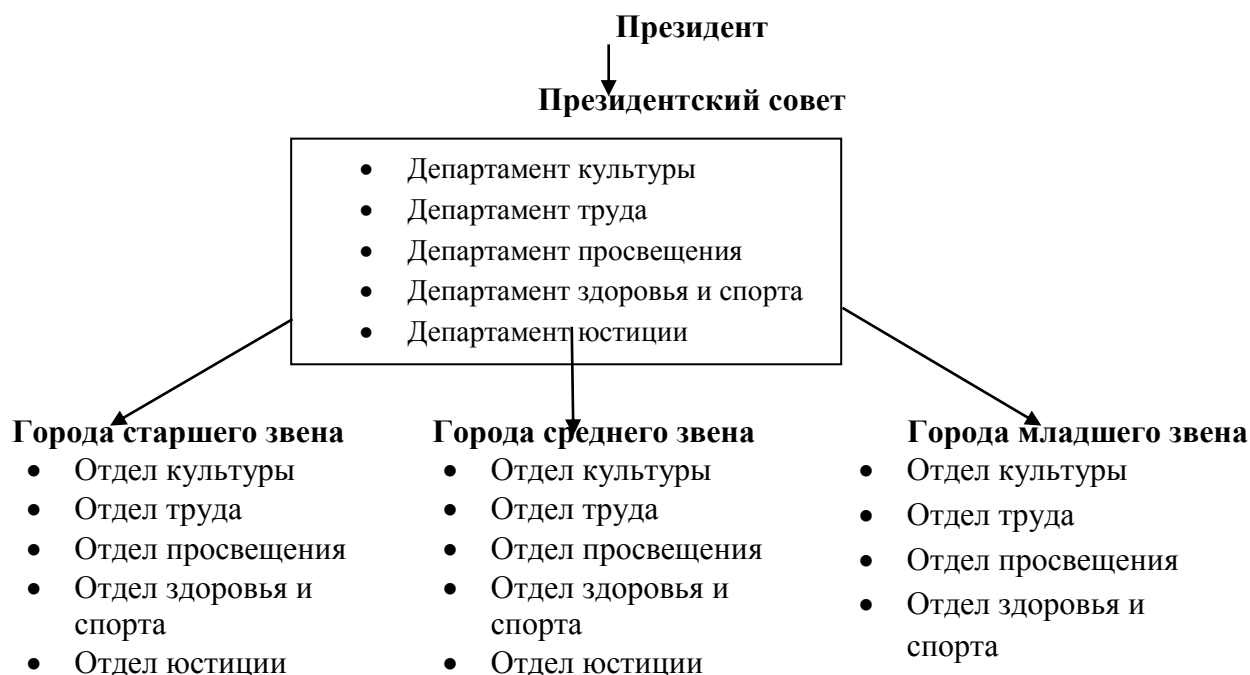 Президент
Президентский совет
• Департамент культуры
• Департамент труда
• Департамент просвещения
• Департамент здоровья и спорта
• Департамент юстиции
Города старшего звена
• Отдел культуры
• Отдел труда
• Отдел просвещения
• Отдел здоровья и
спорта
• Отдел юстиции
Города среднего звена
• Отдел культуры
• Отдел труда
• Отдел просвещения
• Отдел здоровья и
спорта
• Отдел юстиции
Города младшего звена
• Отдел культуры
• Отдел труда
• Отдел просвещения
• Отдел здоровья и
спорта